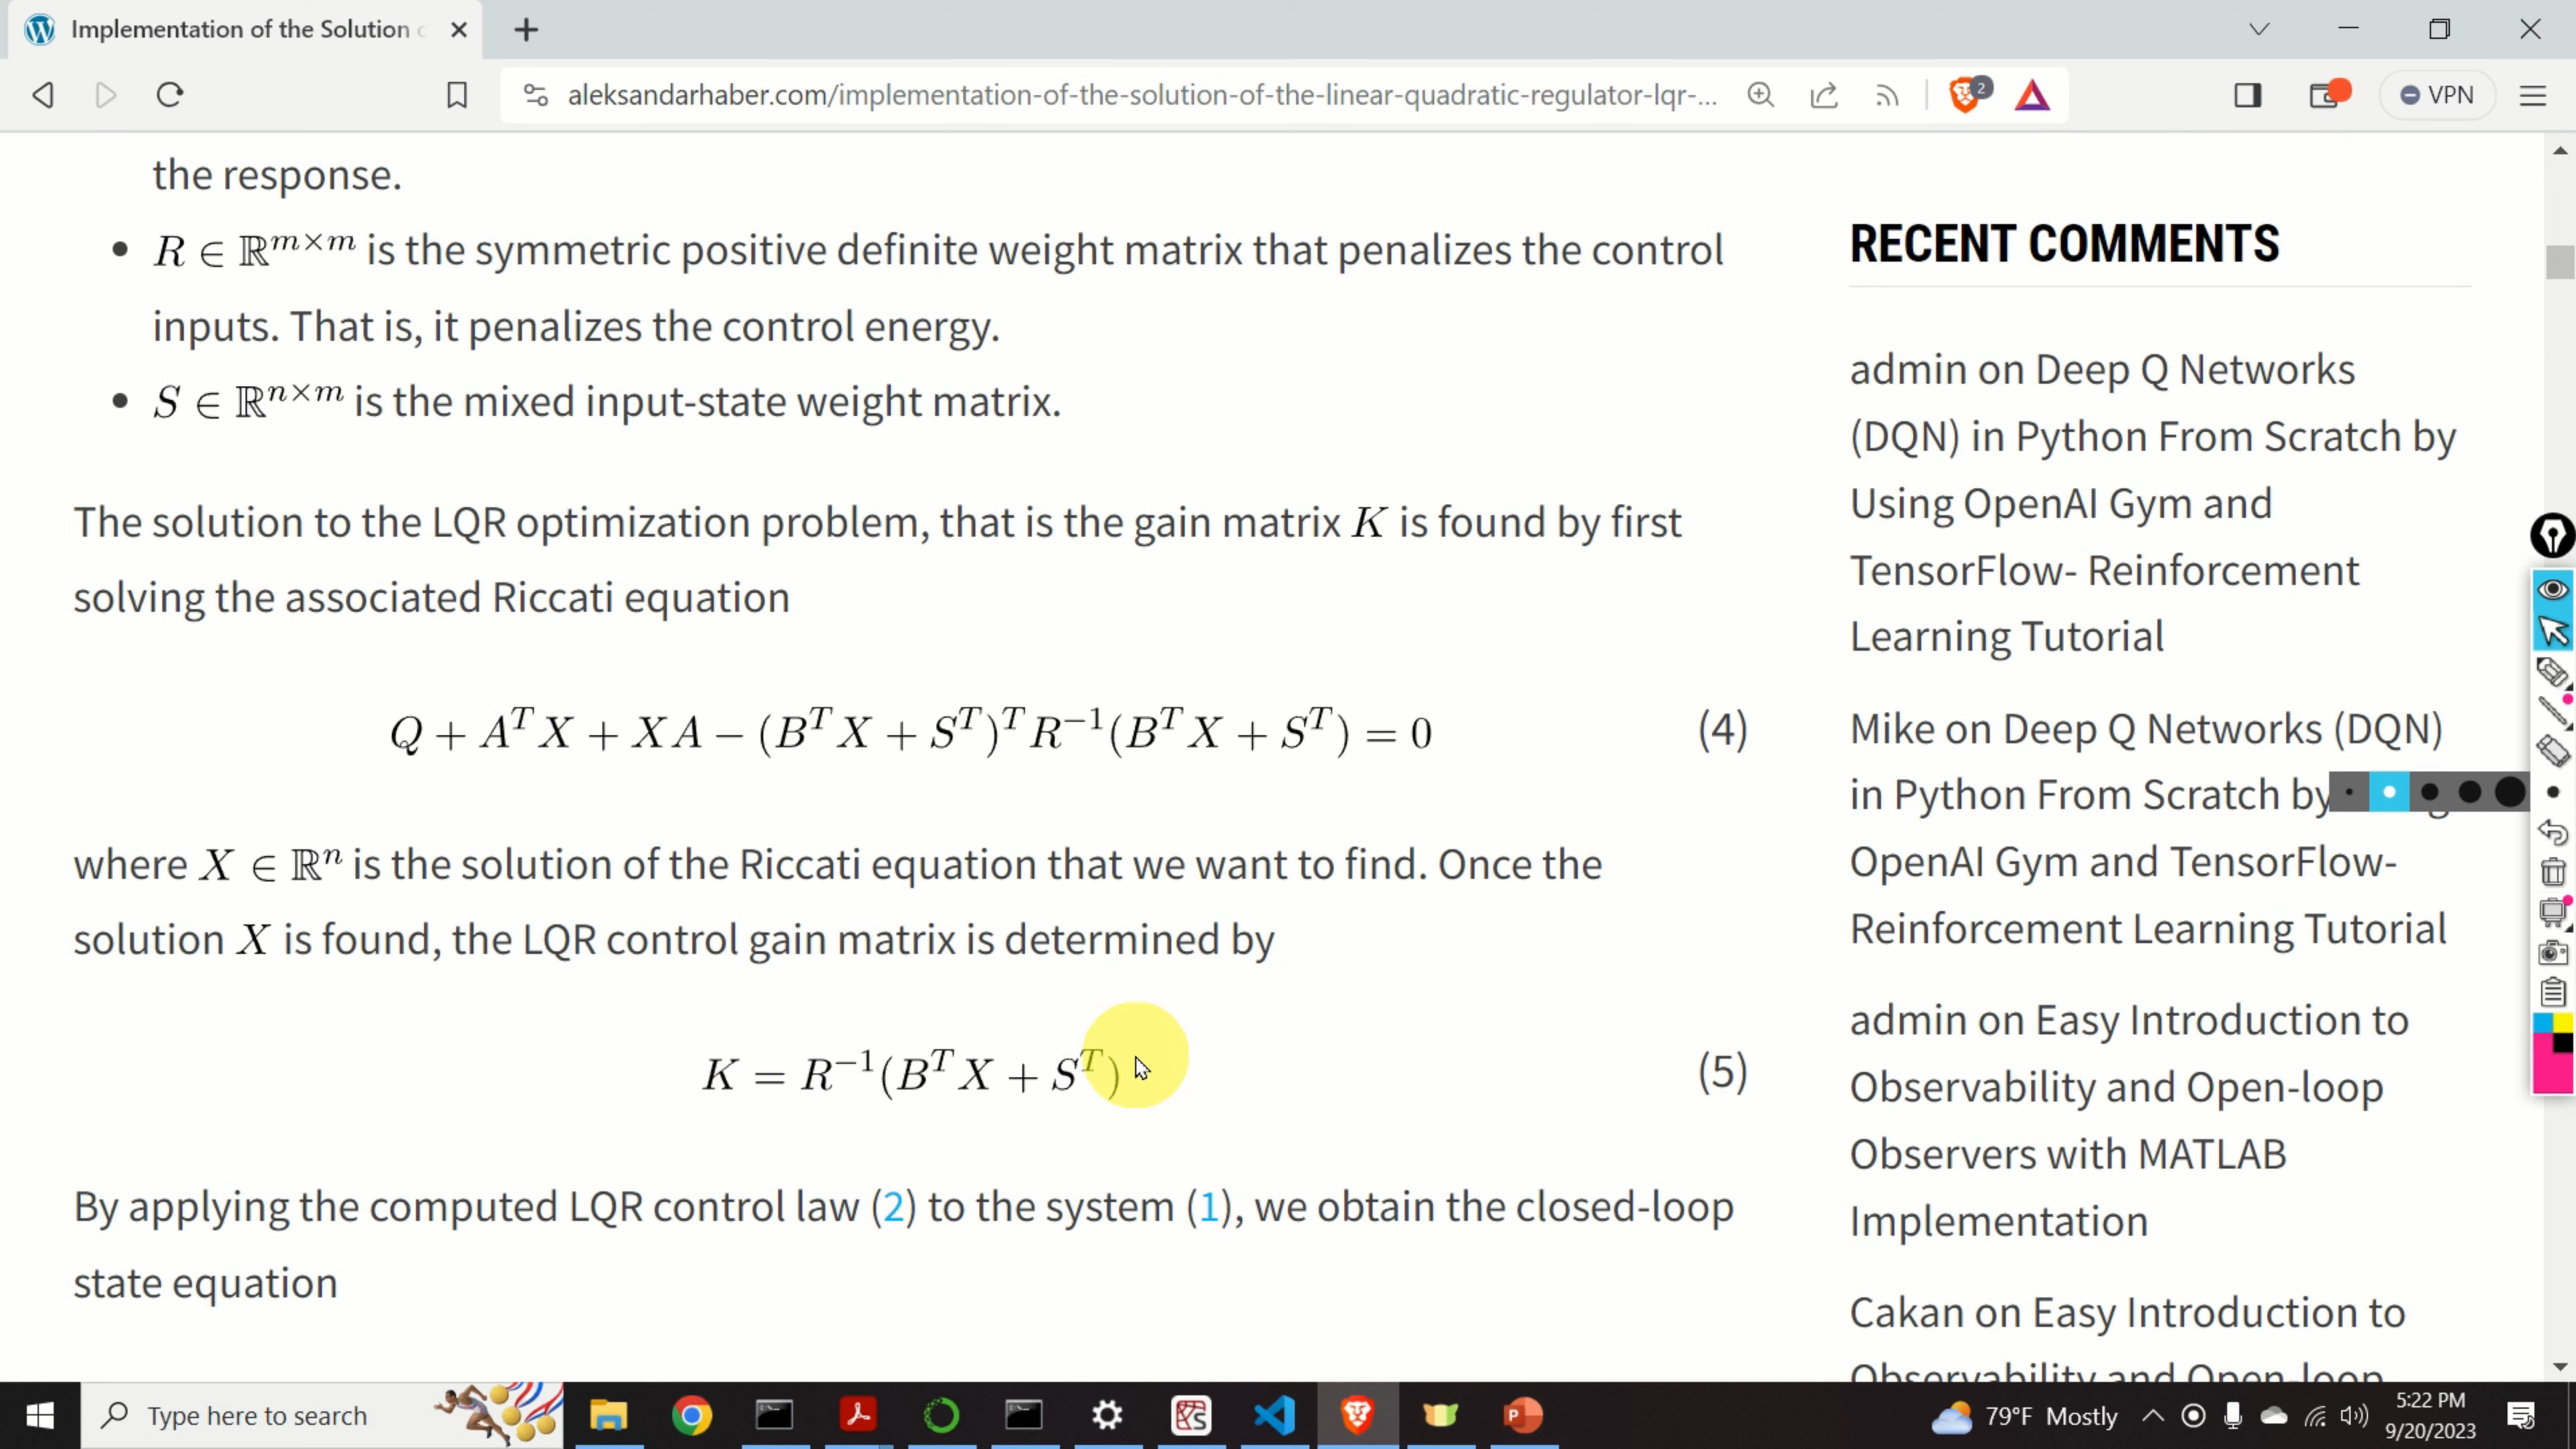 Implementation of the Solution
aleksandarhaber.com/implementation-of-the-solution-of-the-linear-quadratic-regulator-lqr-...
2
VPN
the response.
• R ∈ ℝ^{m×m} is the symmetric positive definite weight matrix that penalizes the control
inputs. That is, it penalizes the control energy.
• S ∈ ℝ^{n×m} is the mixed input-state weight matrix.
The solution to the LQR optimization problem, that is the gain matrix K is found by first
solving the associated Riccati equation
Q + A^T X + XA − (B^T X + S^T)^T R^{−1}(B^T X + S^T) = 0 (4)
where X ∈ ℝ^n is the solution of the Riccati equation that we want to find. Once the
solution X is found, the LQR control gain matrix is determined by
K = R^{−1}(B^T X + S^T) (5)
By applying the computed LQR control law (2) to the system (1), we obtain the closed-loop
state equation
RECENT COMMENTS
admin on Deep Q Networks
(DQN) in Python From Scratch by
Using OpenAI Gym and
TensorFlow- Reinforcement
Learning Tutorial
Mike on Deep Q Networks (DQN)
in Python From Scratch by
OpenAI Gym and TensorFlow-
Reinforcement Learning Tutorial
admin on Easy Introduction to
Observability and Open-loop
Observers with MATLAB
Implementation
Cakan on Easy Introduction to
Observability and Open-loop
Type here to search
79°F Mostly
5:22 PM
9/20/2023